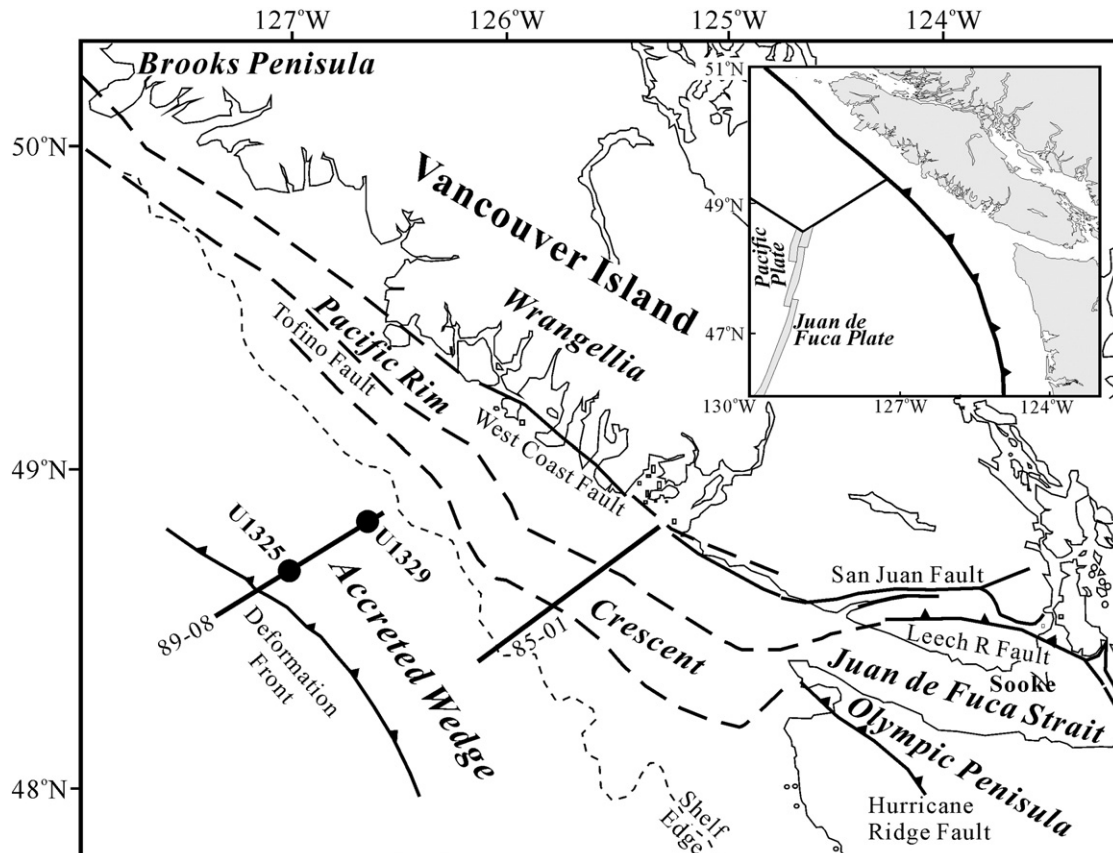 127°W
126°W
125°W
124°W
Brooks Penisula
50°N
49°N
48°N
Vancouver Island
Wrangellia
Pacific Rim
Tofino Fault
West Coast Fault
U1325
U1329
89-08
Deformation
Front
Accreted Wedge
85-01
Crescent
San Juan Fault
Leech R Fault
Sooke
Juan de Fuca Strait
Olympic Penisula
Hurricane
Ridge Fault
Shelf
Edge
51°N
49°N
47°N
Pacific
Plate
Juan de
Fuca Plate
130°W
127°W
124°W